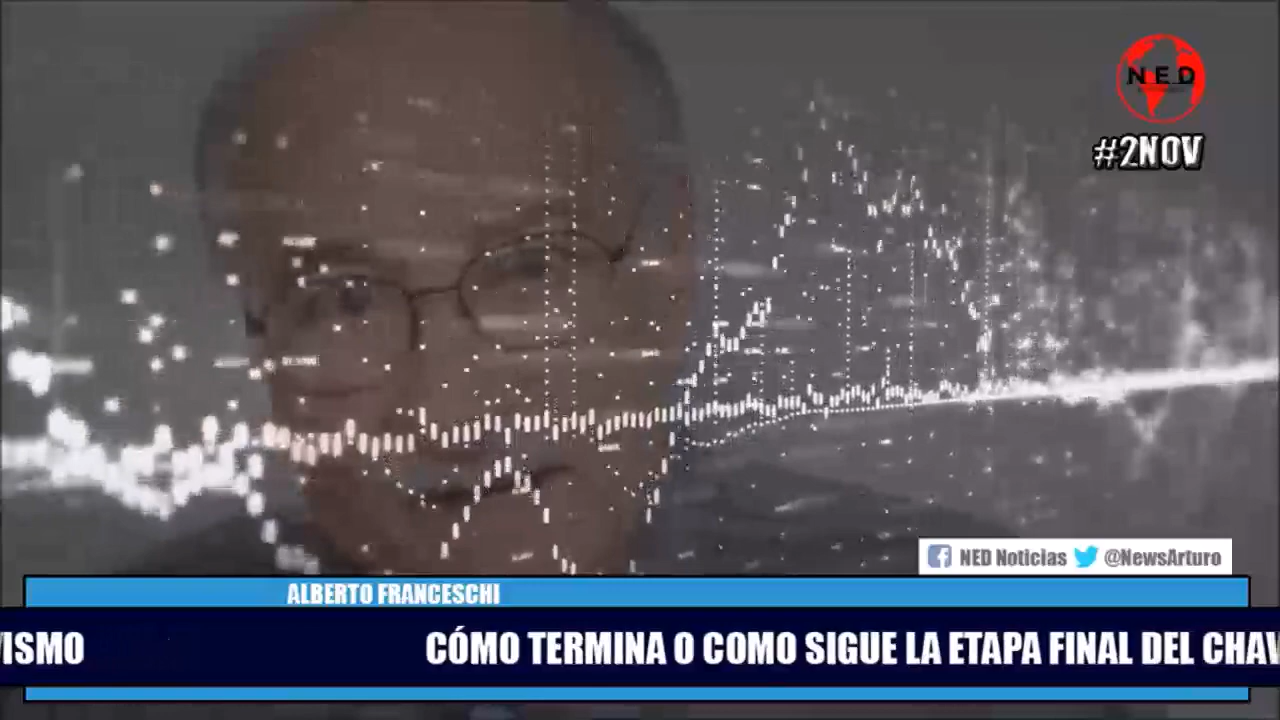 NED
#2NOV
NED Noticias @NewsArturo
ALBERTO FRANCESCHI
VISMO CÓMO TERMINA O COMO SIGUE LA ETAPA FINAL DEL CHAV